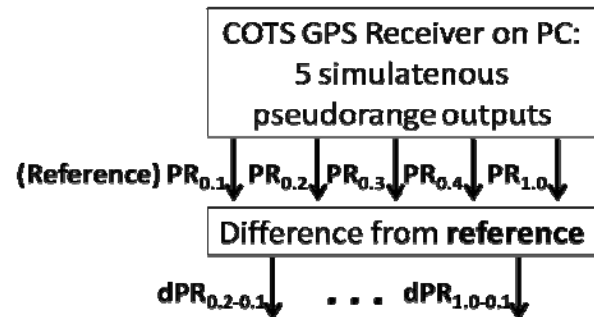 COTS GPS Receiver on PC:
5 simulatenous
pseudorange outputs
(Reference) PR0.1 PR0.2 PR0.3 PR0.4 PR1.0
Difference from reference
dPR0.2-0.1 . . . dPR1.0-0.1